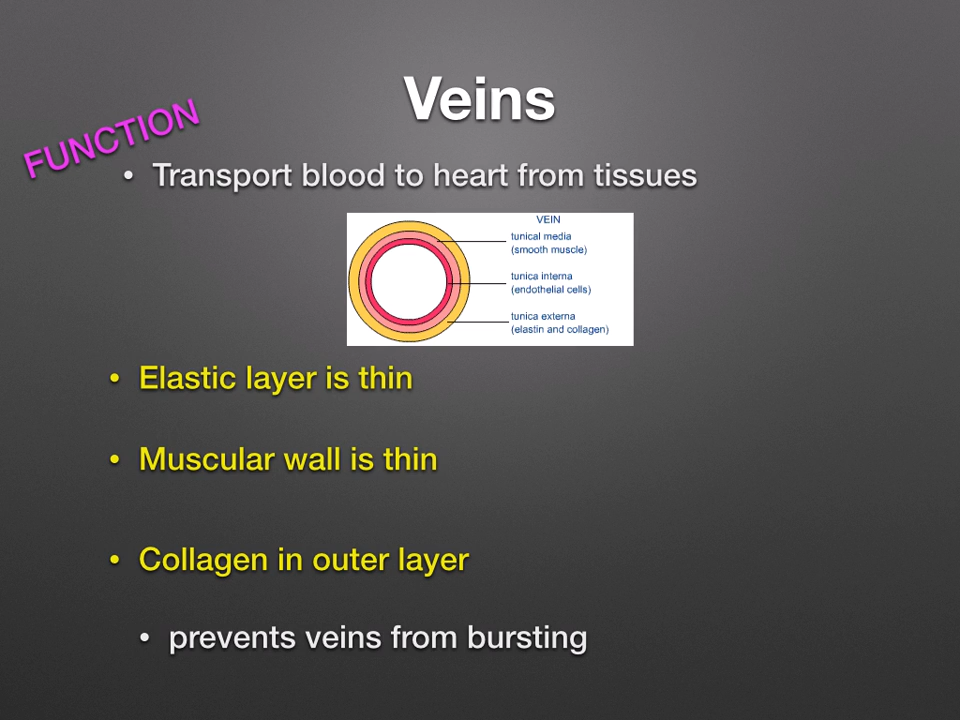 Veins
FUNCTION
• Transport blood to heart from tissues
VEIN
tunical media
(smooth muscle)
tunica interna
(endothelial cells)
tunica externa
(elastin and collagen)
• Elastic layer is thin
• Muscular wall is thin
• Collagen in outer layer
• prevents veins from bursting